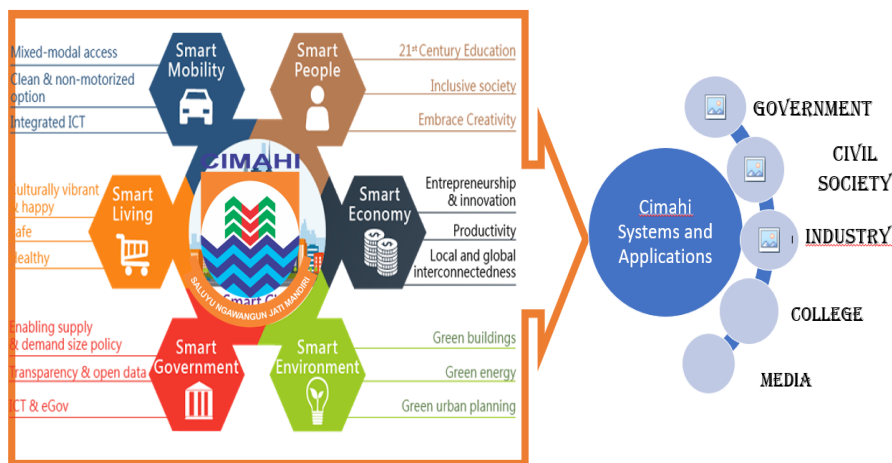 Mixed-modal access
Clean & non-motorized
option
Integrated ICT
Smart
Mobility
Smart
People
21st Century Education
Inclusive society
Embrace Creativity
ulturally vibrant
& happy
afe
ealthy
Smart
Living
CIMAHI
Smart Ci
SALUYU NGAWANGUN JATI MANDIRI
Smart
Economy
Entrepreneurship
& innovation
Productivity
Local and global
interconnectedness
Enabling supply
& demand size policy
Transparency & open data
ICT & eGov
Smart
Government
Smart
Environment
Green buildings
Green energy
Green urban planning
Cimahi
Systems and
Applications
GOVERNMENT
CIVIL
SOCIETY
INDUSTRY
COLLEGE
MEDIA